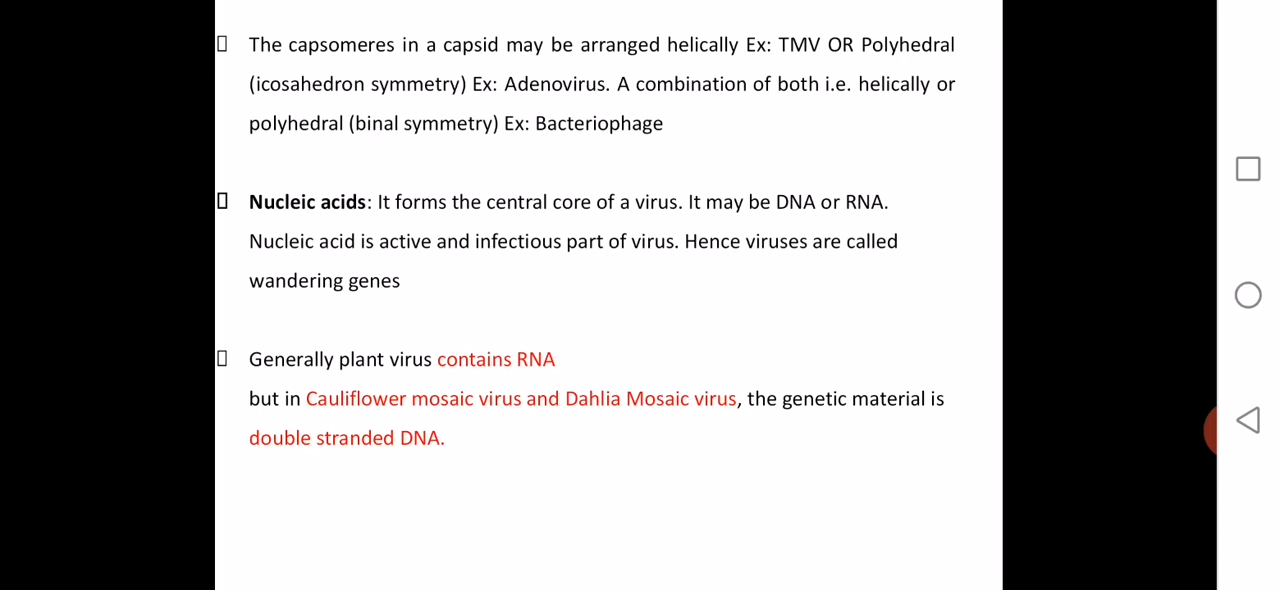 The capsomeres in a capsid may be arranged helically Ex: TMV OR Polyhedral
(icosahedron symmetry) Ex: Adenovirus. A combination of both i.e. helically or
polyhedral (binal symmetry) Ex: Bacteriophage
Nucleic acids: It forms the central core of a virus. It may be DNA or RNA.
Nucleic acid is active and infectious part of virus. Hence viruses are called
wandering genes
Generally plant virus contains RNA
but in Cauliflower mosaic virus and Dahlia Mosaic virus, the genetic material is
double stranded DNA.